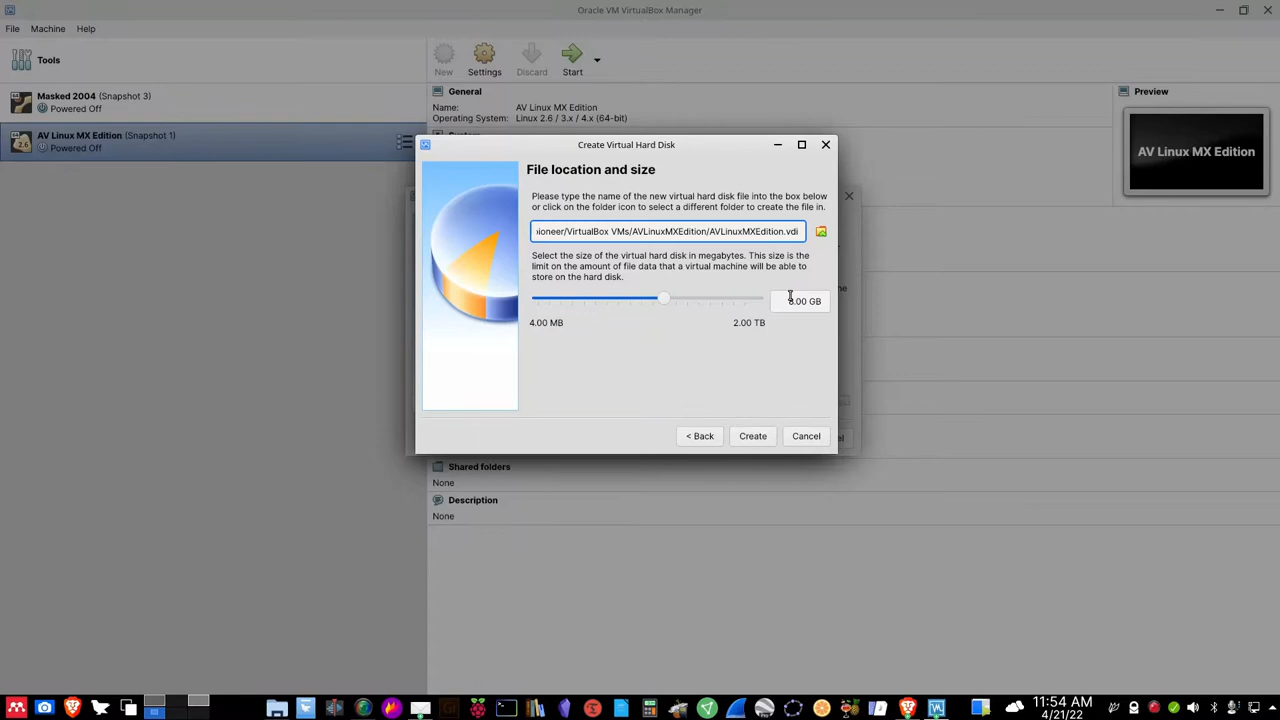 Oracle VM VirtualBox Manager
File Machine Help
Tools
New Settings Discard Start
Masked 2004 (Snapshot 3)
Powered Off
AV Linux MX Edition (Snapshot 1)
Powered Off
General
Name: AV Linux MX Edition
Operating System: Linux 2.6 / 3.x / 4.x (64-bit)
Preview
AV Linux MX Edition
Create Virtual Hard Disk
File location and size
Please type the name of the new virtual hard disk file into the box below
or click on the folder icon to select a different folder to create the file in.
ioneer/VirtualBox VMs/AVLinuxMXEdition/AVLinuxMXEdition.vdi
Select the size of the virtual hard disk in megabytes. This size is the
limit on the amount of file data that a virtual machine will be able to
store on the hard disk.
8.00 GB
4.00 MB 2.00 TB
< Back Create Cancel
Shared folders
None
Description
None
11:54 AM
4/21/22